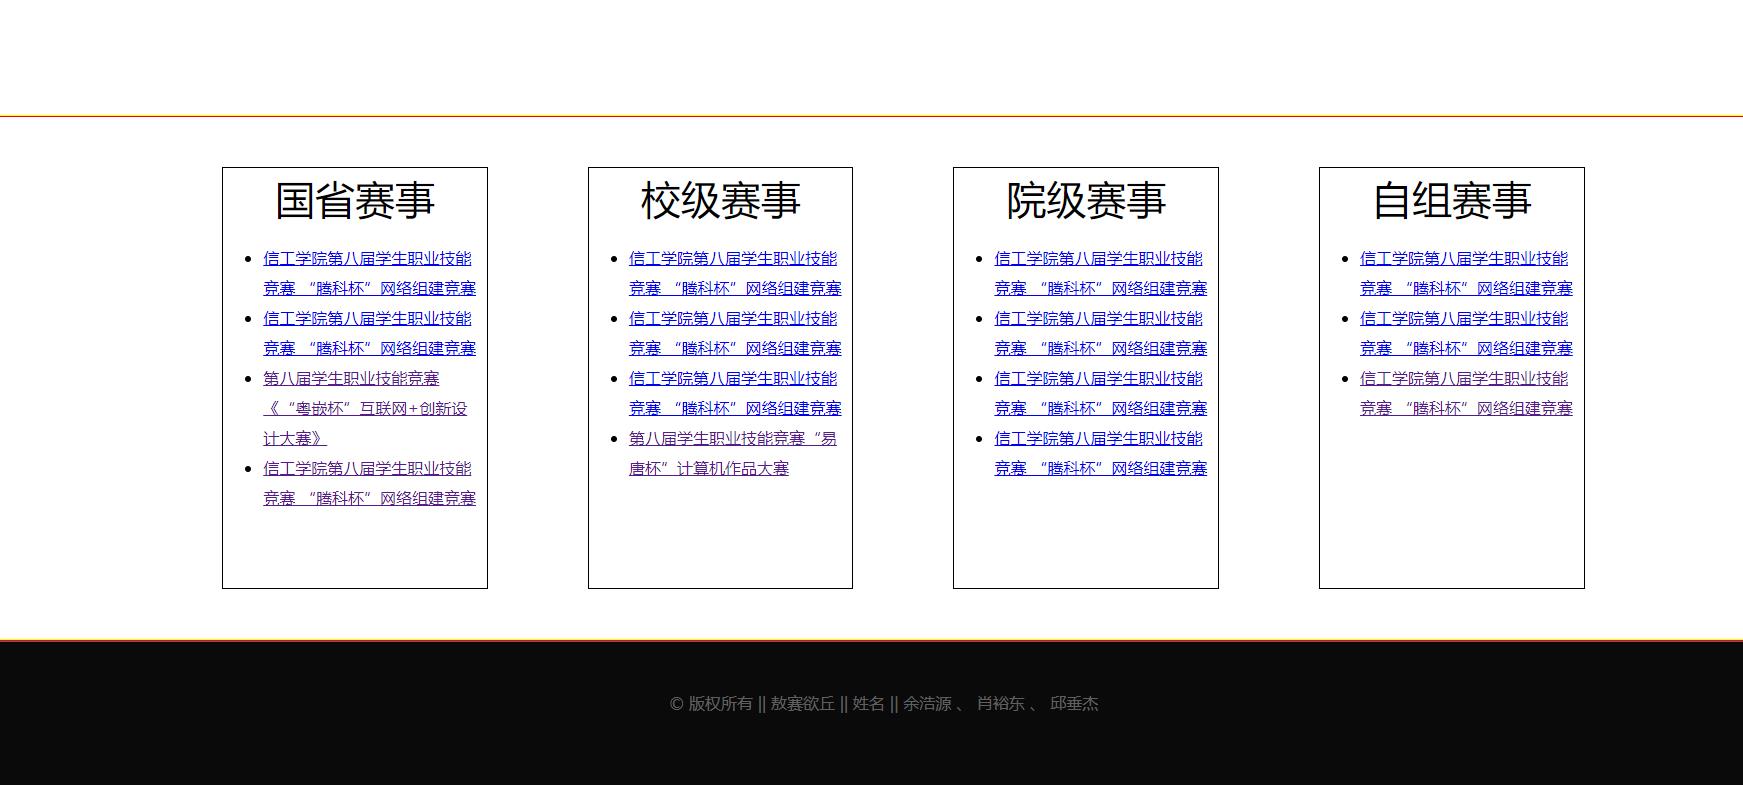 国省赛事
信工学院第八届学生职业技能
竞赛 “腾科杯”网络组建竞赛
信工学院第八届学生职业技能
竞赛 “腾科杯”网络组建竞赛
第八届学生职业技能竞赛
《“粤嵌杯”互联网+创新设
计大赛》
信工学院第八届学生职业技能
竞赛 “腾科杯”网络组建竞赛
校级赛事
信工学院第八届学生职业技能
竞赛 “腾科杯”网络组建竞赛
信工学院第八届学生职业技能
竞赛 “腾科杯”网络组建竞赛
信工学院第八届学生职业技能
竞赛 “腾科杯”网络组建竞赛
第八届学生职业技能竞赛“易
唐杯”计算机作品大赛
院级赛事
信工学院第八届学生职业技能
竞赛 “腾科杯”网络组建竞赛
信工学院第八届学生职业技能
竞赛 “腾科杯”网络组建竞赛
信工学院第八届学生职业技能
竞赛 “腾科杯”网络组建竞赛
信工学院第八届学生职业技能
竞赛 “腾科杯”网络组建竞赛
自组赛事
信工学院第八届学生职业技能
竞赛 “腾科杯”网络组建竞赛
信工学院第八届学生职业技能
竞赛 “腾科杯”网络组建竞赛
信工学院第八届学生职业技能
竞赛 “腾科杯”网络组建竞赛
© 版权所有 || 敖赛欲丘 || 姓名 || 余浩源 、 肖裕东 、 邱垂杰